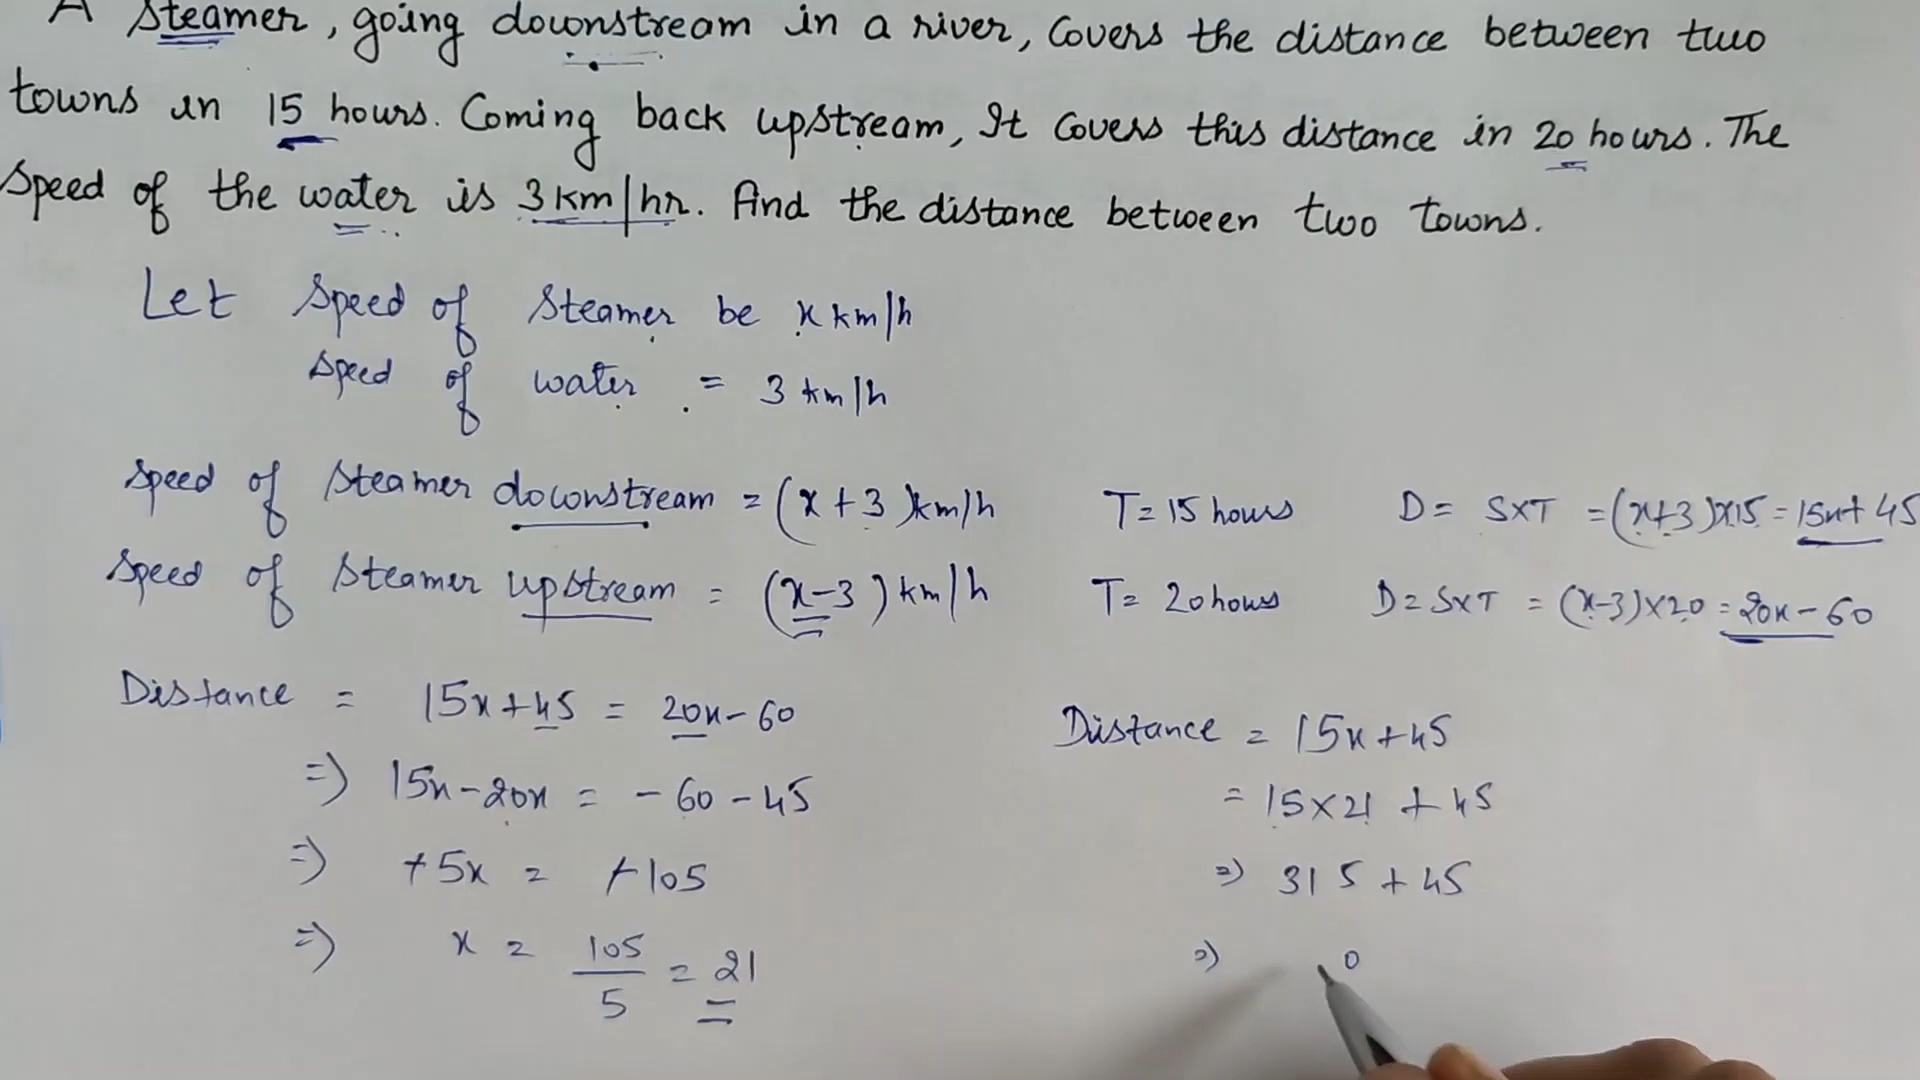 A Steamer, going downstream in a river, Covers the distance between two
towns in 15 hours. Coming back upstream, It Covers this distance in 20 hours. The
Speed of the water is 3 km/hr. Find the distance between two towns.
Let Speed of Steamer be x km/h
Speed of water = 3 km/h
Speed of Steamer downstream = (x+3)km/h T= 15 hours D= S×T =(x+3)×15 = 15x+45
Speed of Steamer upstream = (x-3)km/h T= 20 hours D= S×T = (x-3)×20 = 20x-60
Distance = 15x+45 = 20x-60
=> 15x-20x = -60-45
=> +5x = +105
=> x = 105/5 = 21
Distance = 15x+45
= 15×21 + 45
=> 315+45
=> 0